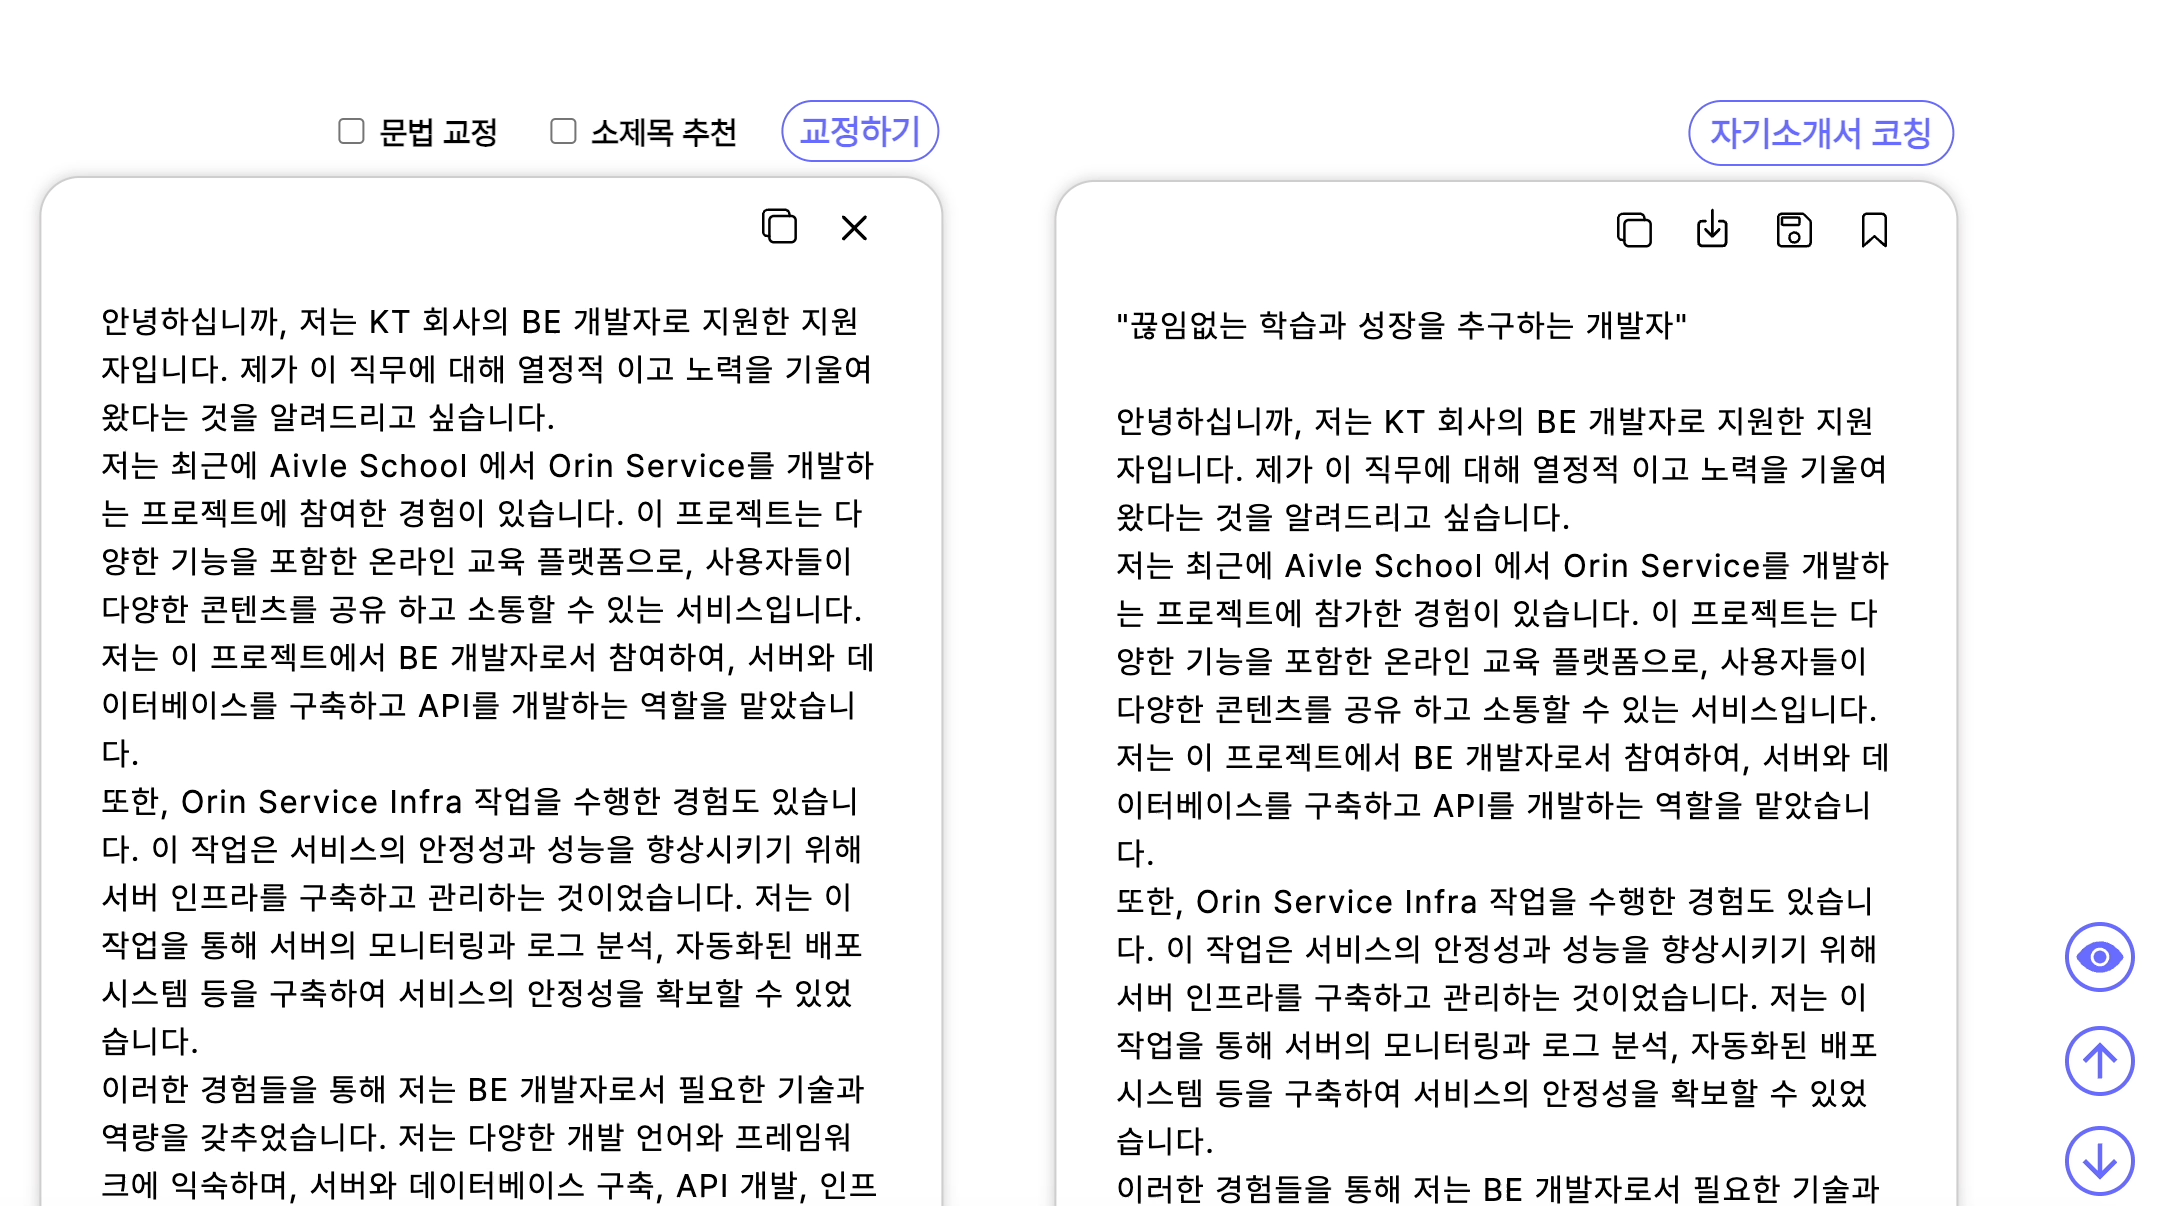 문법 교정
소제목 추천
교정하기
안녕하십니까, 저는 KT 회사의 BE 개발자로 지원한 지원
자입니다. 제가 이 직무에 대해 열정적 이고 노력을 기울여
왔다는 것을 알려드리고 싶습니다.
저는 최근에 Aivle School 에서 Orin Service를 개발하
는 프로젝트에 참여한 경험이 있습니다. 이 프로젝트는 다
양한 기능을 포함한 온라인 교육 플랫폼으로, 사용자들이
다양한 콘텐츠를 공유 하고 소통할 수 있는 서비스입니다.
저는 이 프로젝트에서 BE 개발자로서 참여하여, 서버와 데
이터베이스를 구축하고 API를 개발하는 역할을 맡았습니
다.
또한, Orin Service Infra 작업을 수행한 경험도 있습니
다. 이 작업은 서비스의 안정성과 성능을 향상시키기 위해
서버 인프라를 구축하고 관리하는 것이었습니다. 저는 이
작업을 통해 서버의 모니터링과 로그 분석, 자동화된 배포
시스템 등을 구축하여 서비스의 안정성을 확보할 수 있었
습니다.
이러한 경험들을 통해 저는 BE 개발자로서 필요한 기술과
역량을 갖추었습니다. 저는 다양한 개발 언어와 프레임워
크에 익숙하며, 서버와 데이터베이스 구축, API 개발, 인프
자기소개서 코칭
"끊임없는 학습과 성장을 추구하는 개발자"
안녕하십니까, 저는 KT 회사의 BE 개발자로 지원한 지원
자입니다. 제가 이 직무에 대해 열정적 이고 노력을 기울여
왔다는 것을 알려드리고 싶습니다.
저는 최근에 Aivle School 에서 Orin Service를 개발하
는 프로젝트에 참가한 경험이 있습니다. 이 프로젝트는 다
양한 기능을 포함한 온라인 교육 플랫폼으로, 사용자들이
다양한 콘텐츠를 공유 하고 소통할 수 있는 서비스입니다.
저는 이 프로젝트에서 BE 개발자로서 참여하여, 서버와 데
이터베이스를 구축하고 API를 개발하는 역할을 맡았습니
다.
또한, Orin Service Infra 작업을 수행한 경험도 있습니
다. 이 작업은 서비스의 안정성과 성능을 향상시키기 위해
서버 인프라를 구축하고 관리하는 것이었습니다. 저는 이
작업을 통해 서버의 모니터링과 로그 분석, 자동화된 배포
시스템 등을 구축하여 서비스의 안정성을 확보할 수 있었
습니다.
이러한 경험들을 통해 저는 BE 개발자로서 필요한 기술과